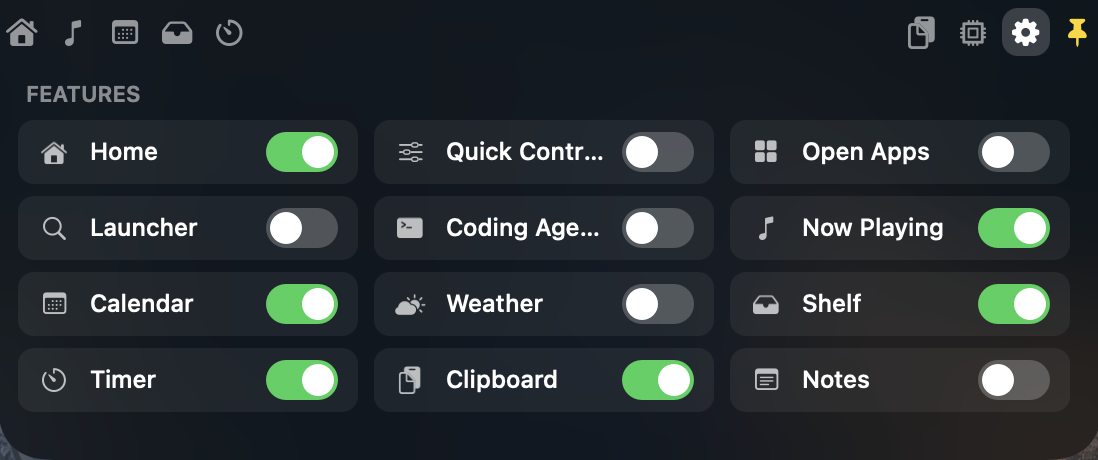 FEATURES
Home
Quick Contr...
Open Apps
Launcher
Coding Age...
Now Playing
Calendar
Weather
Shelf
Timer
Clipboard
Notes